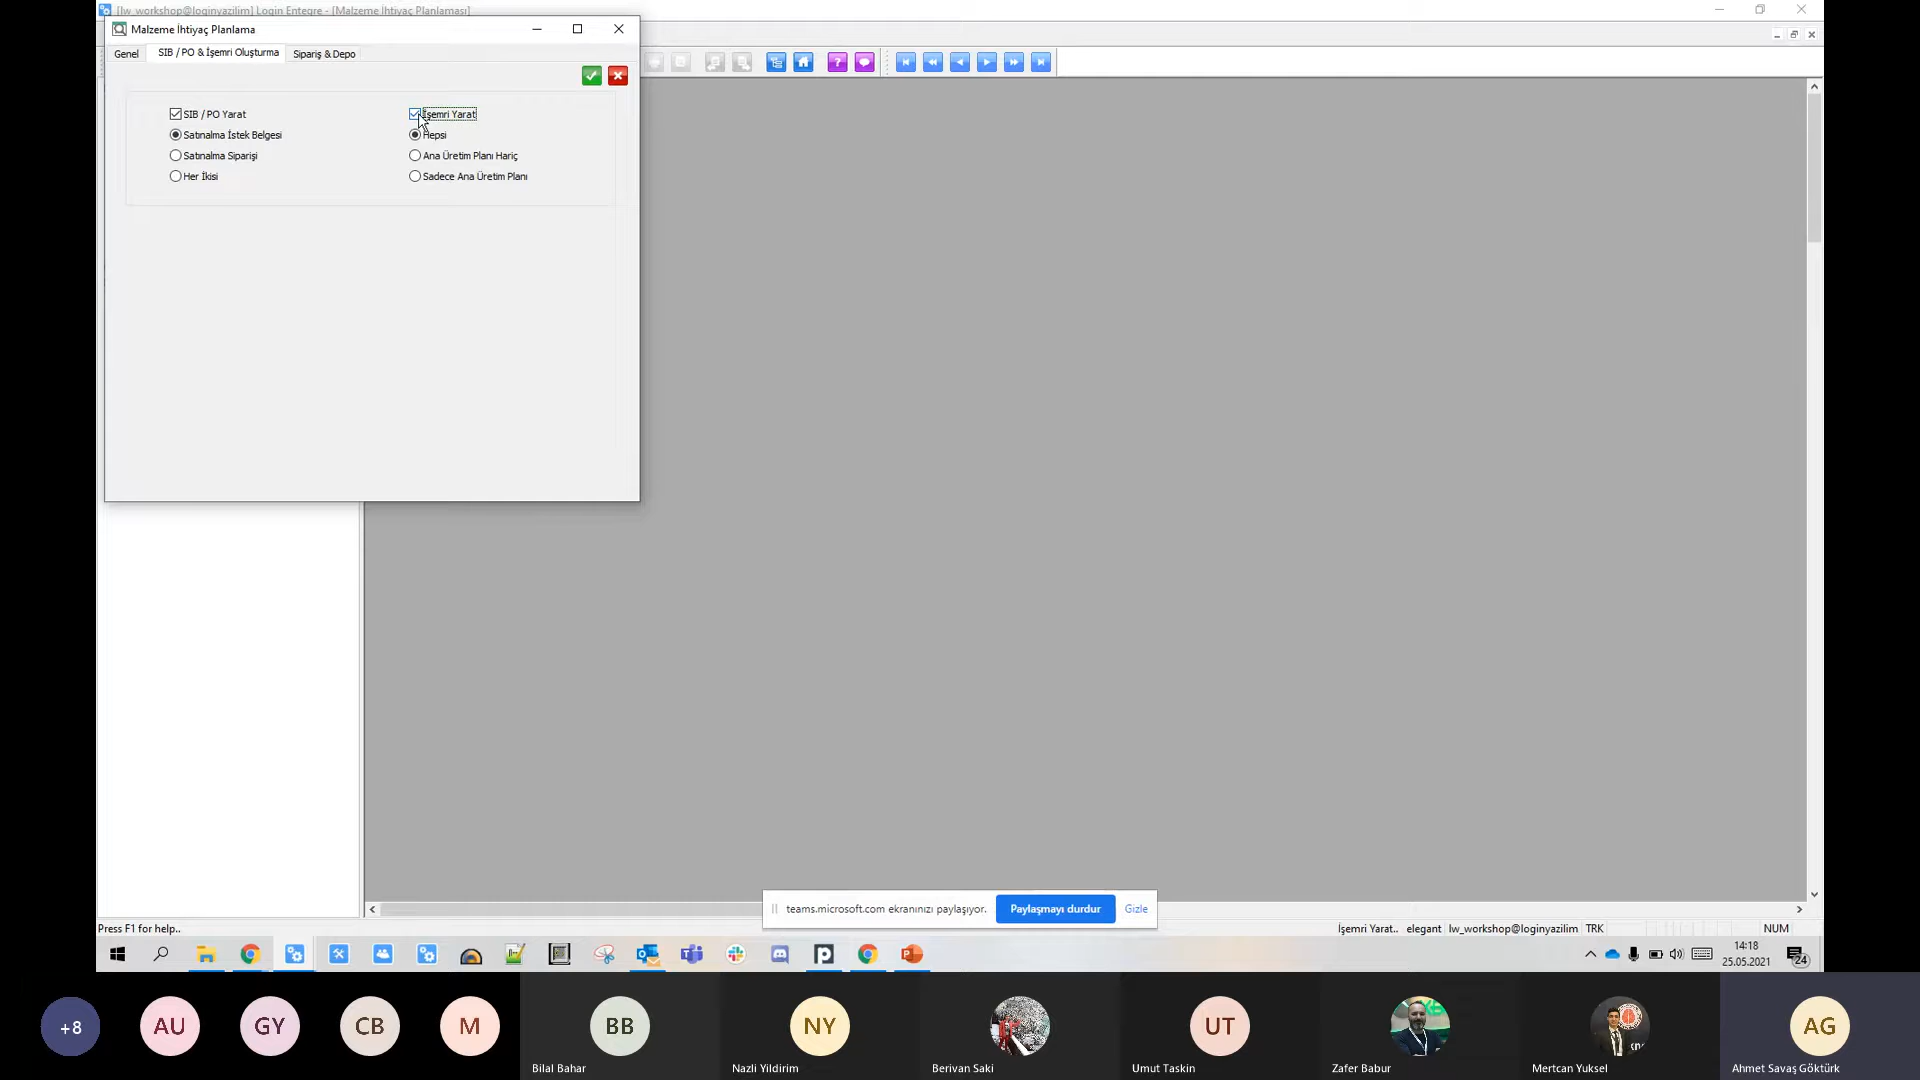 [lw_workshop@loginyazilim] Login Entegre - [Malzeme İhtiyaç Planlaması]
Malzeme İhtiyaç Planlama
Genel
SIB / PO & İşemri Oluşturma
Sipariş & Depo
SIB / PO Yarat
İşemri Yarat
Satınalma İstek Belgesi
Hepsi
Satınalma Siparişi
Ana Üretim Planı Hariç
Her İkisi
Sadece Ana Üretim Planı
teams.microsoft.com ekranınızı paylaşıyor.
Paylaşmayı durdur
Gizle
Press F1 for help..
İşemri Yarat..
elegant
lw_workshop@loginyazilim
TRK
NUM
14:18
25.05.2021
24
+8
AU
GY
CB
M
BB
NY
UT
AG
Bilal Bahar
Nazli Yildirim
Berivan Saki
Umut Taskin
Zafer Babur
Mertcan Yuksel
Ahmet Savaş Göktürk